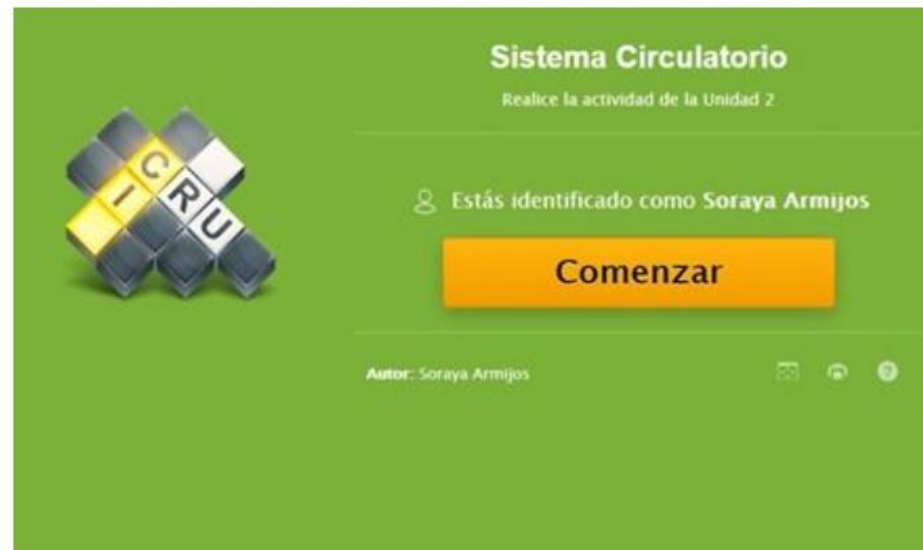 Sistema Circulatorio
Realice la actividad de la Unidad 2
C
I R
U
Estás identificado como Soraya Armijos
Comenzar
Autor: Soraya Armijos